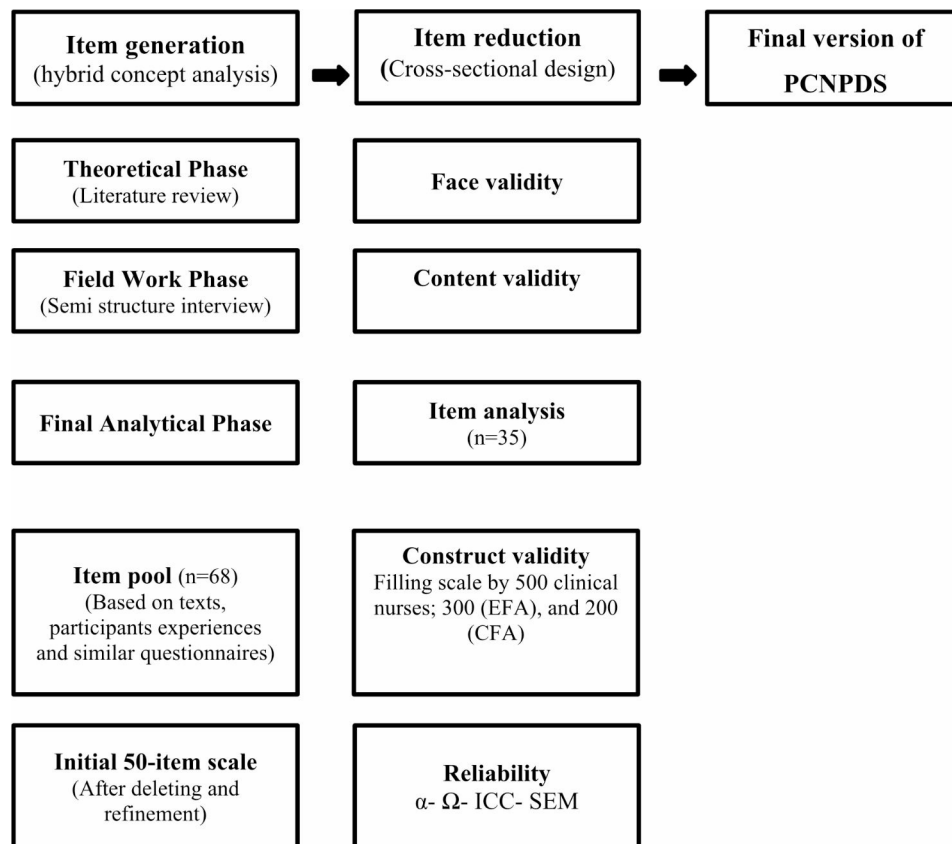 Item generation
(hybrid concept analysis)
Item reduction
(Cross-sectional design)
Final version of
PCNPDS
Theoretical Phase
(Literature review)
Face validity
Field Work Phase
(Semi structure interview)
Content validity
Final Analytical Phase
Item analysis
(n=35)
Item pool (n=68)
(Based on texts,
participants experiences
and similar questionnaires)
Construct validity
Filling scale by 500 clinical
nurses; 300 (EFA), and 200
(CFA)
Initial 50-item scale
(After deleting and
refinement)
Reliability
α- Ω- ICC- SEM